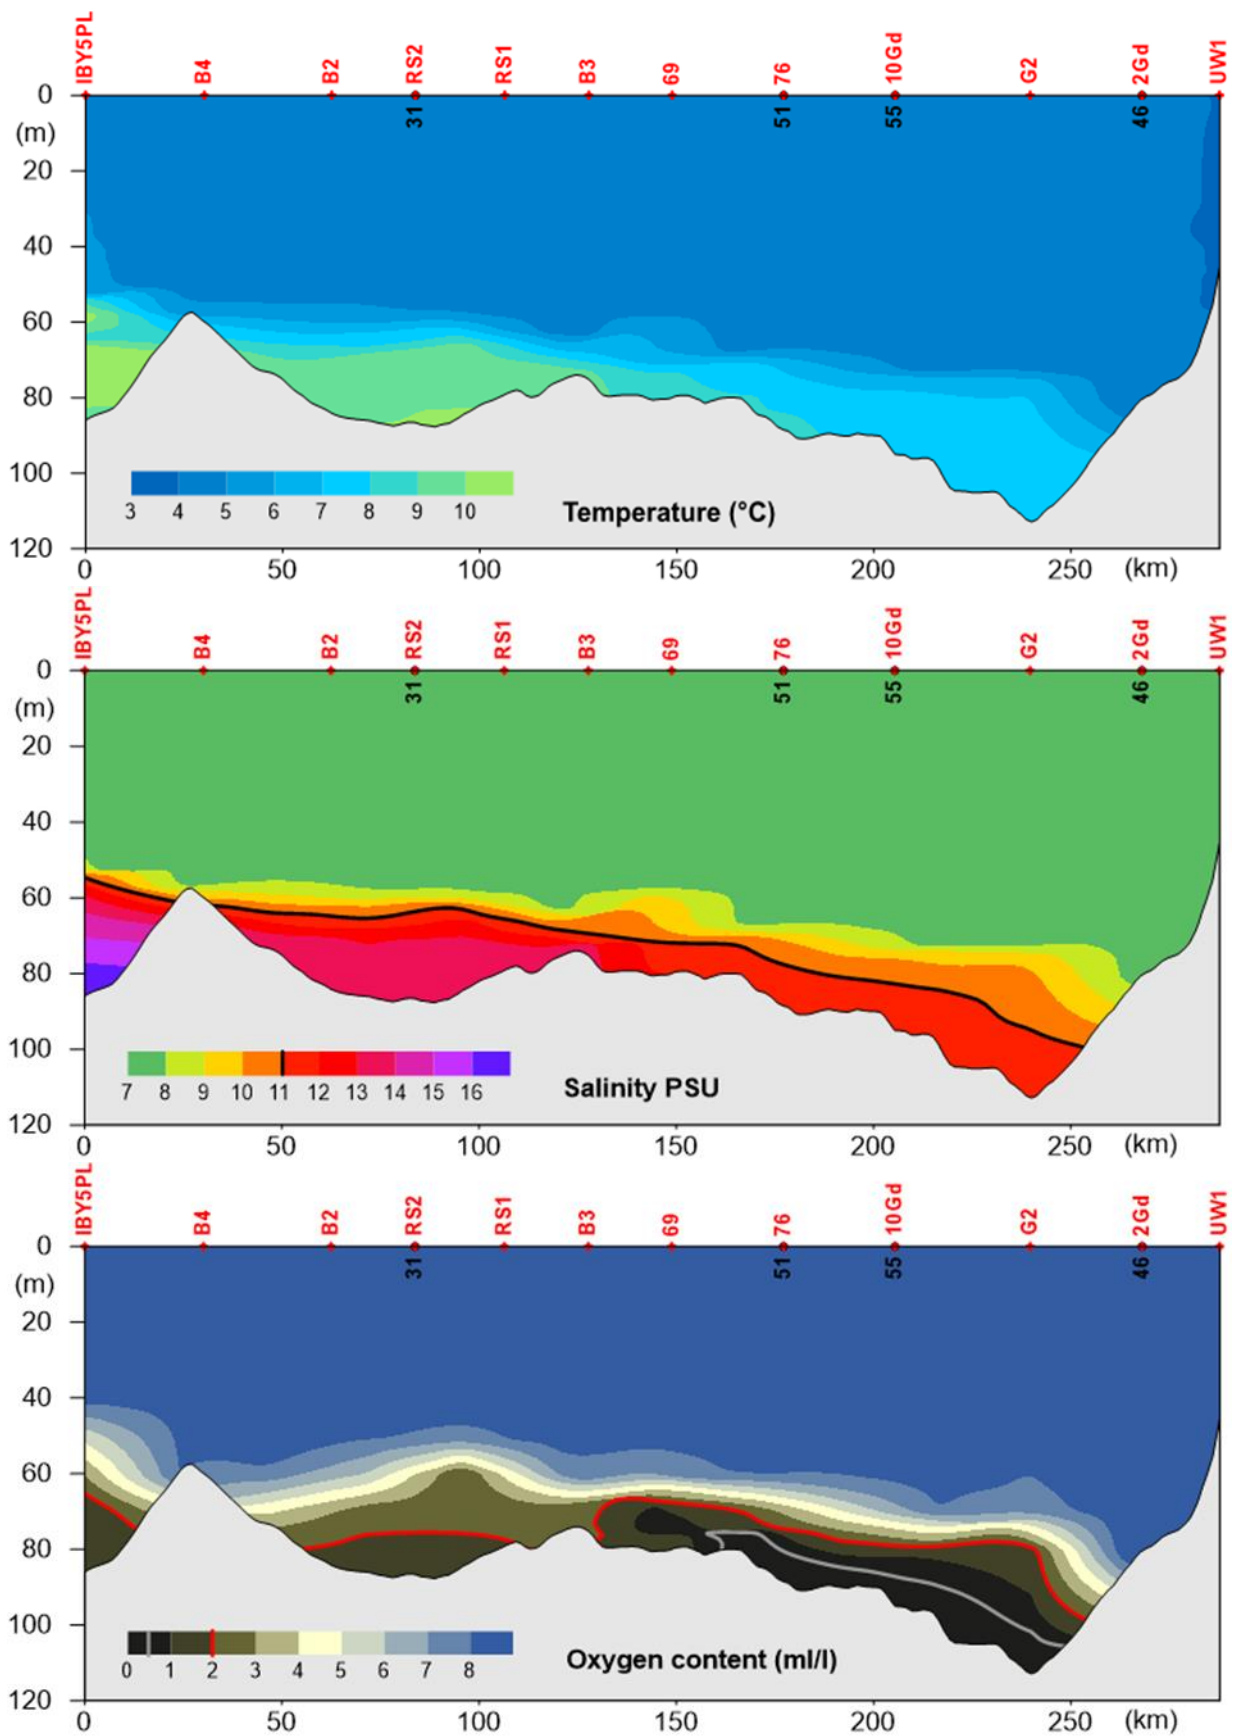 IBY5PL B4 B2 RS2 RS1 B3 69 76 10Gd G2 2Gd UW1
0
31 51 55 46
(m)
20
40
60
80
100
3 4 5 6 7 8 9 10
Temperature (°C)
120
0 50 100 150 200 250 (km)
IBY5PL B4 B2 RS2 RS1 B3 69 76 10Gd G2 2Gd UW1
0
31 51 55 46
(m)
20
40
60
80
100
7 8 9 10 11 12 13 14 15 16
Salinity PSU
120
0 50 100 150 200 250 (km)
IBY5PL B4 B2 RS2 RS1 B3 69 76 10Gd G2 2Gd UW1
0
31 51 55 46
(m)
20
40
60
80
100
0 1 2 3 4 5 6 7 8
Oxygen content (ml/l)
120
0 50 100 150 200 250 (km)